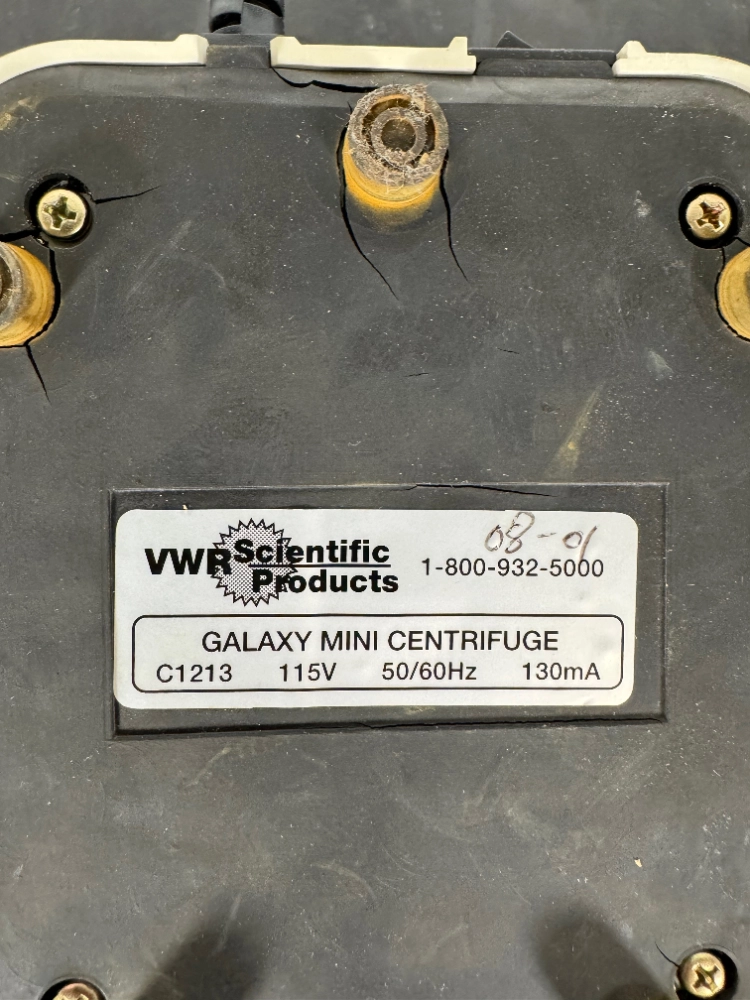 08-01
VWR Scientific
Products
1-800-932-5000
GALAXY MINI CENTRIFUGE
C1213 115V 50/60Hz 130mA